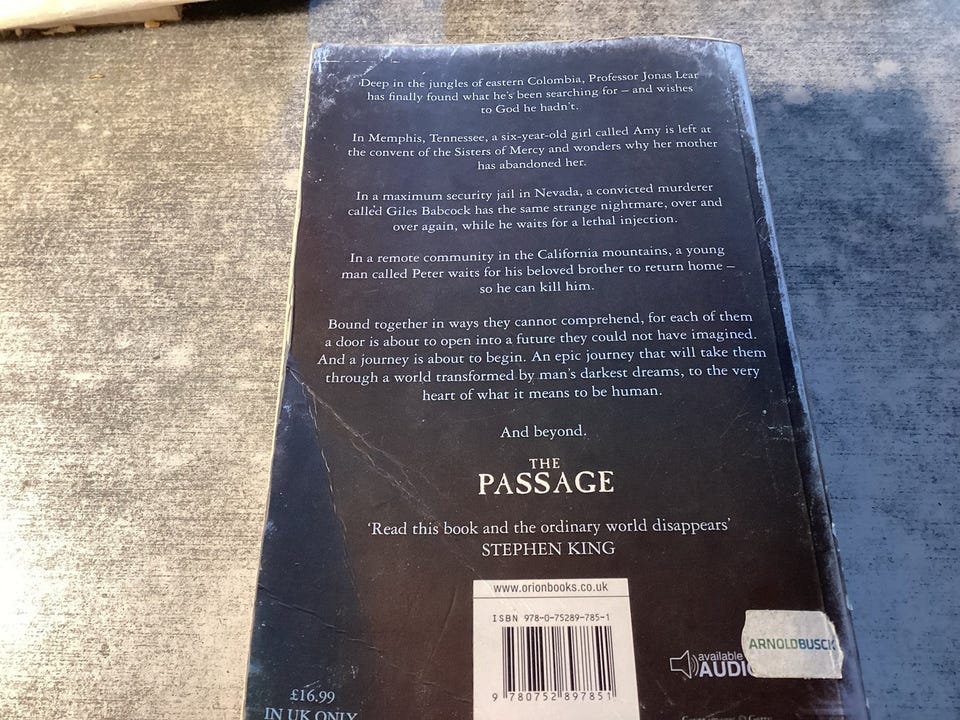 Deep in the jungles of eastern Colombia, Professor Jonas Lear
has finally found what he's been searching for – and wishes
to God he hadn't.
In Memphis, Tennessee, a six-year-old girl called Amy is left at
the convent of the Sisters of Mercy and wonders why her mother
has abandoned her.
In a maximum security jail in Nevada, a convicted murderer
called Giles Babcock has the same strange nightmare, over and
over again, while he waits for a lethal injection.
In a remote community in the California mountains, a young
man called Peter waits for his beloved brother to return home –
so he can kill him.
Bound together in ways they cannot comprehend, for each of them
a door is about to open into a future they could not have imagined.
And a journey is about to begin. An epic journey that will take them
through a world transformed by man's darkest dreams, to the very
heart of what it means to be human.
And beyond.
THE
PASSAGE
'Read this book and the ordinary world disappears'
STEPHEN KING
www.orionbooks.co.uk
ISBN 978-0-75289-785-1
9 780752 897851
£16.99
IN UK ONLY
available
AUDIO
ARNOLDBUSCK